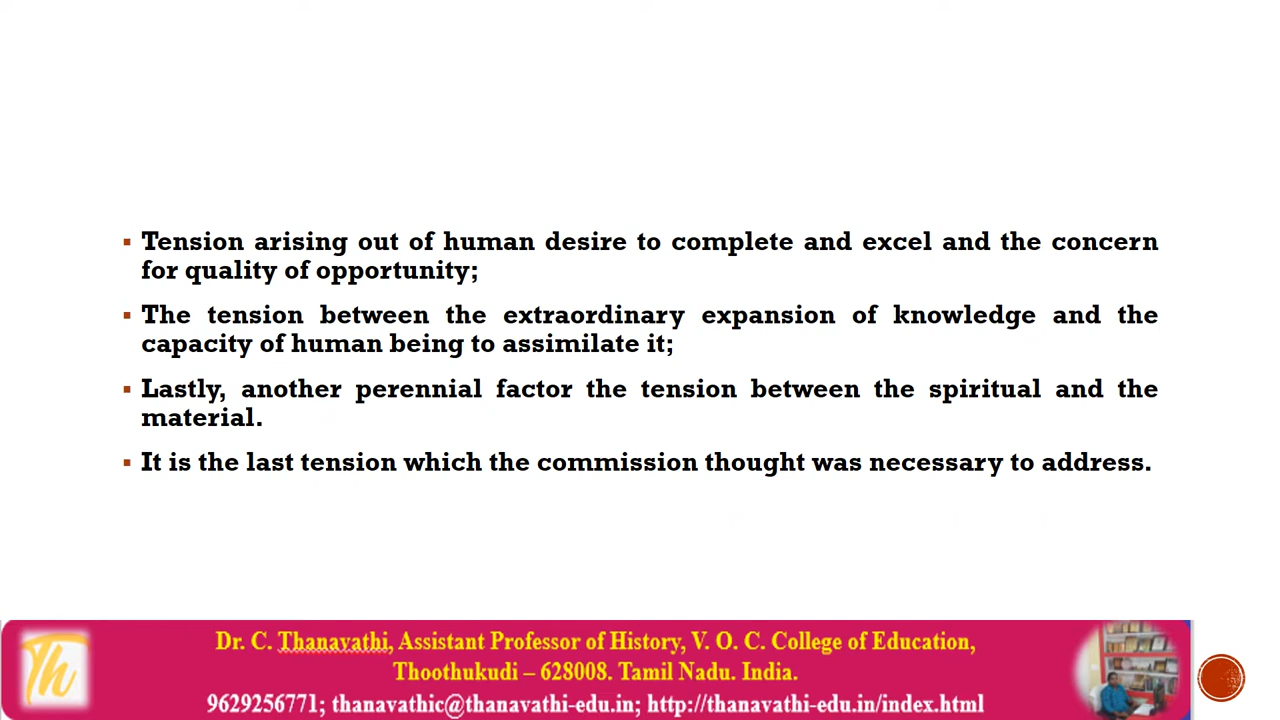 Tension arising out of human desire to complete and excel and the concern
for quality of opportunity;
The tension between the extraordinary expansion of knowledge and the
capacity of human being to assimilate it;
Lastly, another perennial factor the tension between the spiritual and the
material.
It is the last tension which the commission thought was necessary to address.
Th
Dr. C. Thanavathi, Assistant Professor of History, V. O. C. College of Education,
Thoothukudi – 628008. Tamil Nadu. India.
9629256771; thanavathic@thanavathi-edu.in; http://thanavathi-edu.in/index.html